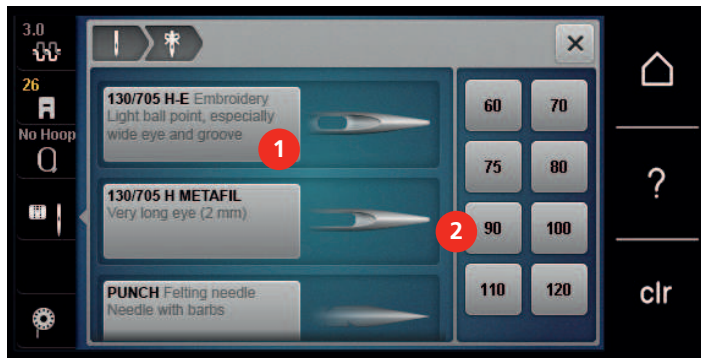 3.0
26
No Hoop
130/705 H-E Embroidery
Light ball point, especially
wide eye and groove
1
130/705 H METAFIL
Very long eye (2 mm)
2
PUNCH Felting needle
Needle with barbs
60 70
75 80
90 100
110 120
?
clr